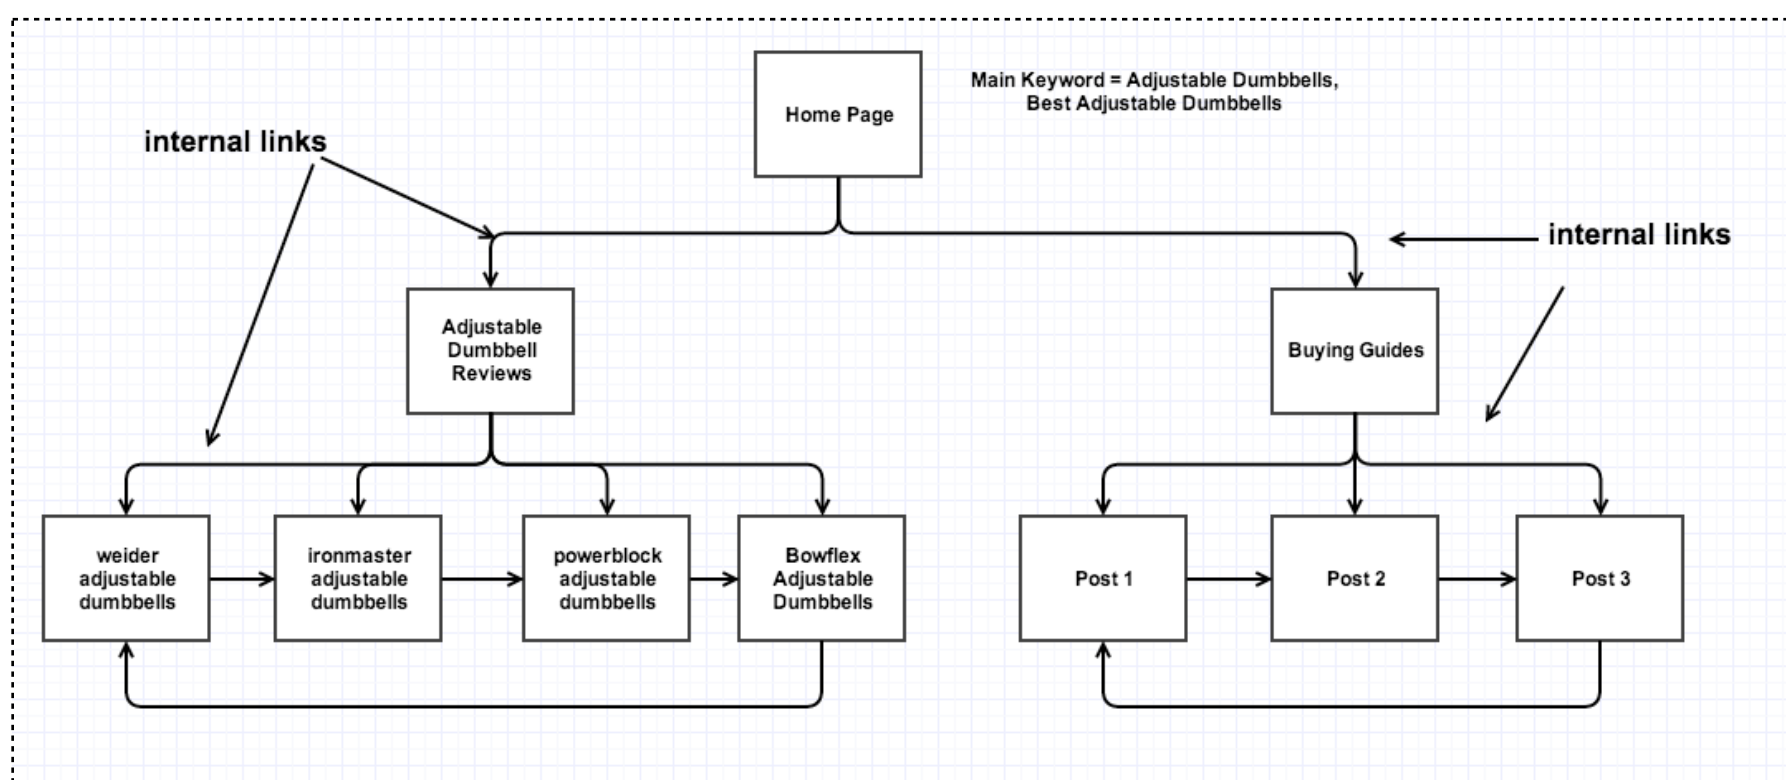 Home Page
Main Keyword = Adjustable Dumbbells,
Best Adjustable Dumbbells
internal links
internal links
Adjustable
Dumbbell
Reviews
Buying Guides
weider
adjustable
dumbbells
ironmaster
adjustable
dumbbells
powerblock
adjustable
dumbbells
Bowflex
Adjustable
Dumbbells
Post 1
Post 2
Post 3